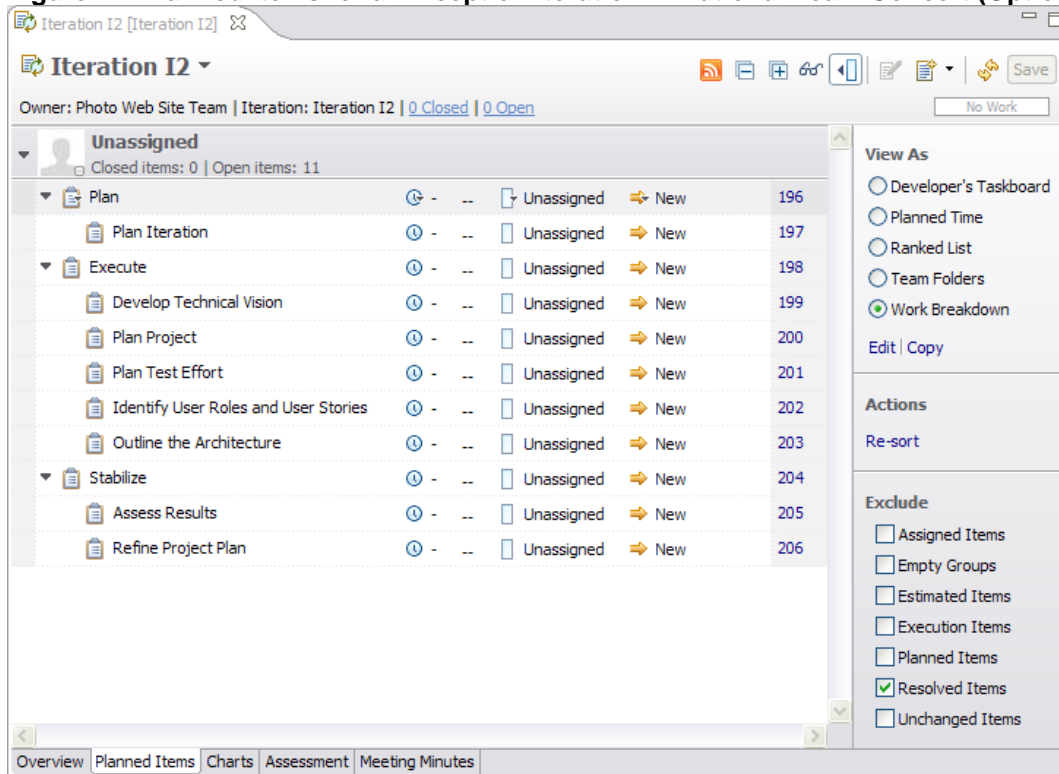 Iteration I2 [Iteration I2]
Iteration I2
Save
Owner: Photo Web Site Team | Iteration: Iteration I2 | 0 Closed | 0 Open
No Work
Unassigned
Closed items: 0 | Open items: 11
Plan - -- Unassigned New 196
Plan Iteration - -- Unassigned New 197
Execute - -- Unassigned New 198
Develop Technical Vision - -- Unassigned New 199
Plan Project - -- Unassigned New 200
Plan Test Effort - -- Unassigned New 201
Identify User Roles and User Stories - -- Unassigned New 202
Outline the Architecture - -- Unassigned New 203
Stabilize - -- Unassigned New 204
Assess Results - -- Unassigned New 205
Refine Project Plan - -- Unassigned New 206
View As
Developer's Taskboard
Planned Time
Ranked List
Team Folders
Work Breakdown
Edit | Copy
Actions
Re-sort
Exclude
Assigned Items
Empty Groups
Estimated Items
Execution Items
Planned Items
Resolved Items
Unchanged Items
Overview Planned Items Charts Assessment Meeting Minutes